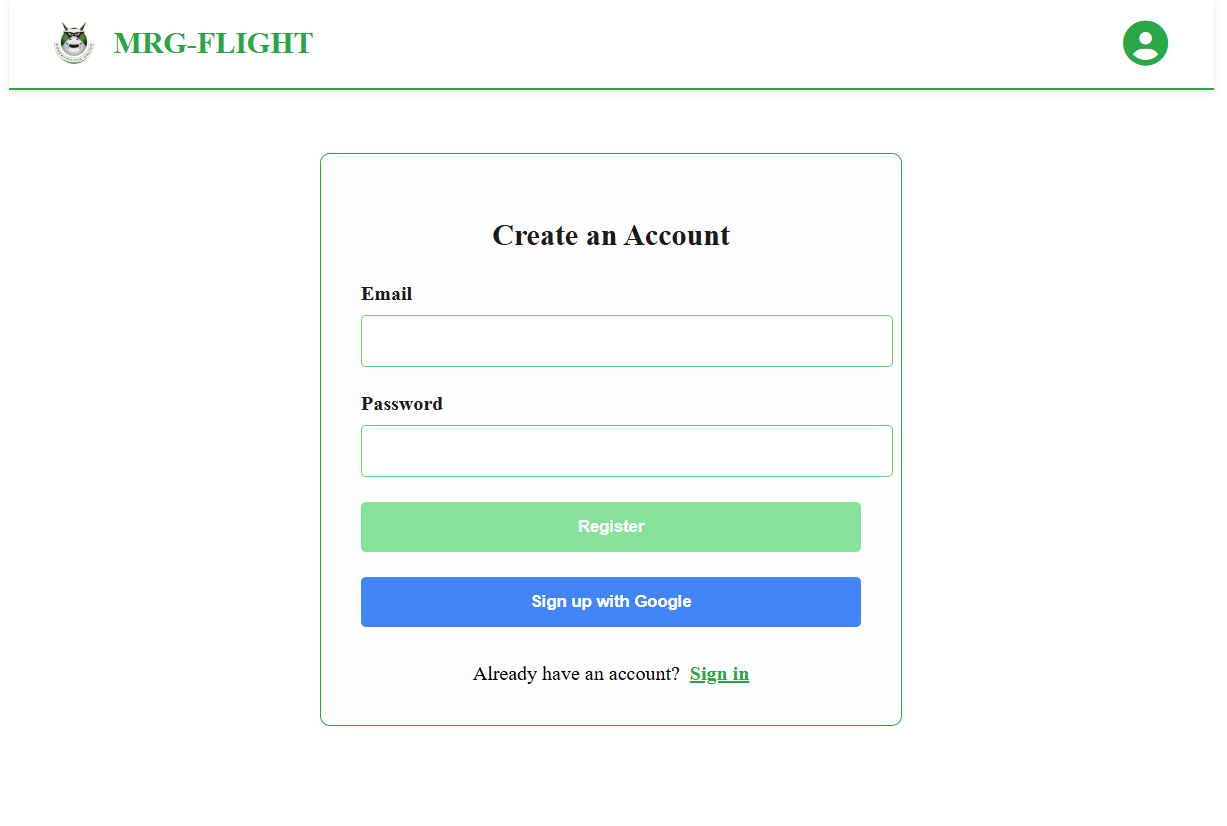 MRG-FLIGHT
Create an Account
Email
Password
Register
Sign up with Google
Already have an account? Sign in